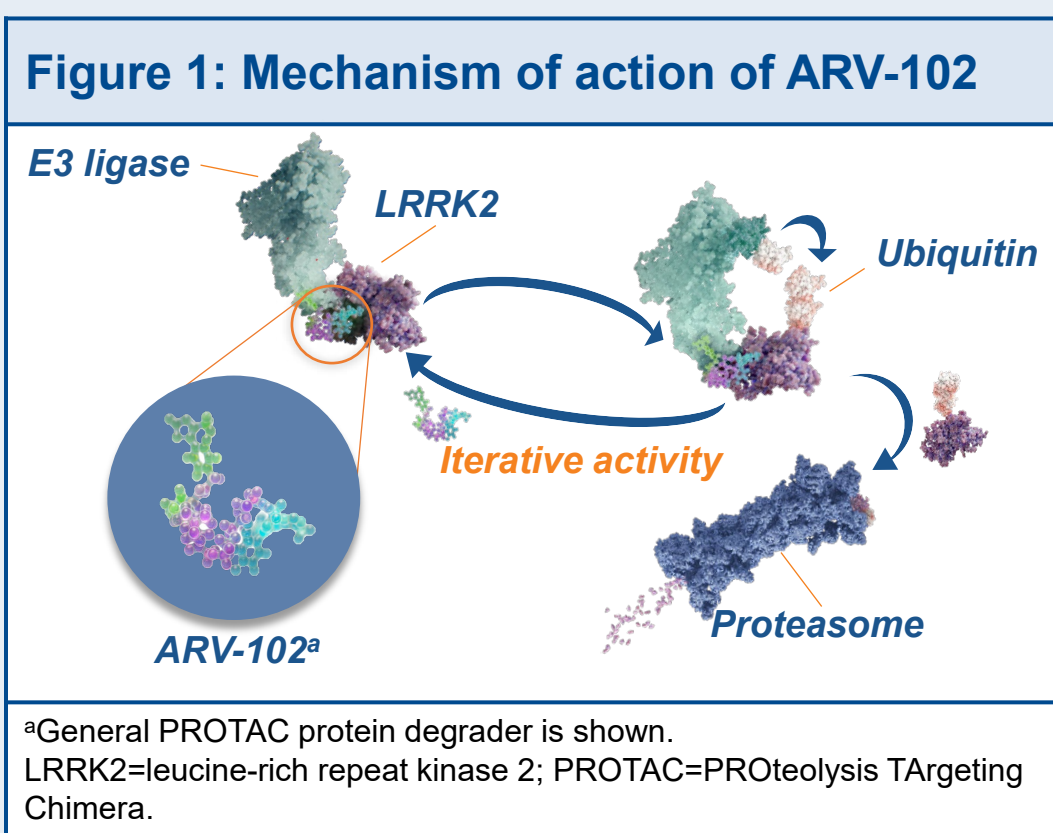 Figure 1: Mechanism of action of ARV-102
E3 ligase
LRRK2
Ubiquitin
Iterative activity
Proteasome
ARV-102ª
ªGeneral PROTAC protein degrader is shown.
LRRK2=leucine-rich repeat kinase 2; PROTAC=PROteolysis TArgeting
Chimera.